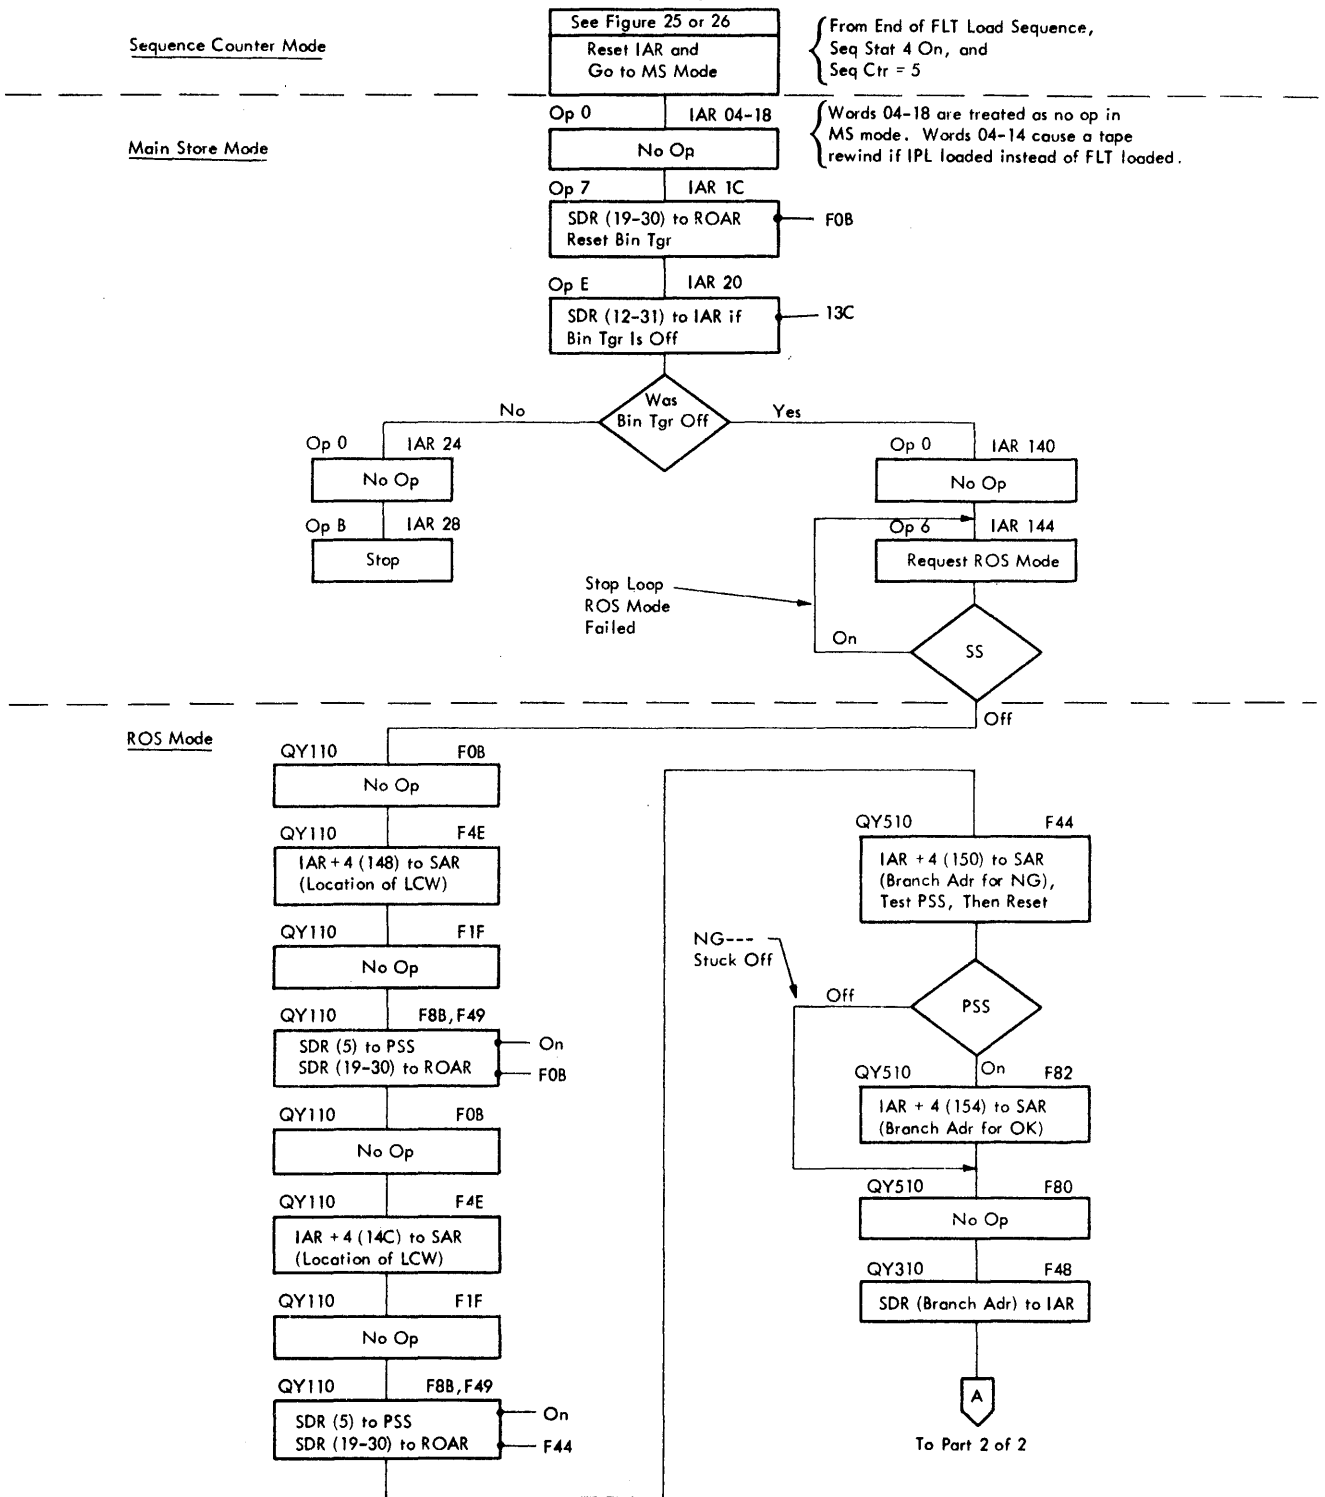 Sequence Counter Mode
See Figure 25 or 26
Reset IAR and
Go to MS Mode
From End of FLT Load Sequence,
Seq Stat 4 On, and
Seq Ctr = 5
Main Store Mode
Op 0 IAR 04-18
No Op
Words 04-18 are treated as no op in
MS mode. Words 04-14 cause a tape
rewind if IPL loaded instead of FLT loaded.
Op 7 IAR 1C
SDR (19-30) to ROAR
Reset Bin Tgr
F0B
Op E IAR 20
SDR (12-31) to IAR if
Bin Tgr Is Off
13C
Was
Bin Tgr Off
No
Yes
Op 0 IAR 24
No Op
Op B IAR 28
Stop
Op 0 IAR 140
No Op
Op 6 IAR 144
Request ROS Mode
Stop Loop
ROS Mode
Failed
On
SS
Off
ROS Mode
QY110 F0B
No Op
QY110 F4E
IAR + 4 (148) to SAR
(Location of LCW)
QY110 F1F
No Op
QY110 F8B, F49
SDR (5) to PSS
SDR (19-30) to ROAR
On
F0B
QY110 F0B
No Op
QY110 F4E
IAR + 4 (14C) to SAR
(Location of LCW)
QY110 F1F
No Op
QY110 F8B, F49
SDR (5) to PSS
SDR (19-30) to ROAR
On
F44
QY510 F44
IAR + 4 (150) to SAR
(Branch Adr for NG),
Test PSS, Then Reset
NG---
Stuck Off
Off
PSS
On
QY510 F82
IAR + 4 (154) to SAR
(Branch Adr for OK)
QY510 F80
No Op
QY310 F48
SDR (Branch Adr) to IAR
A
To Part 2 of 2